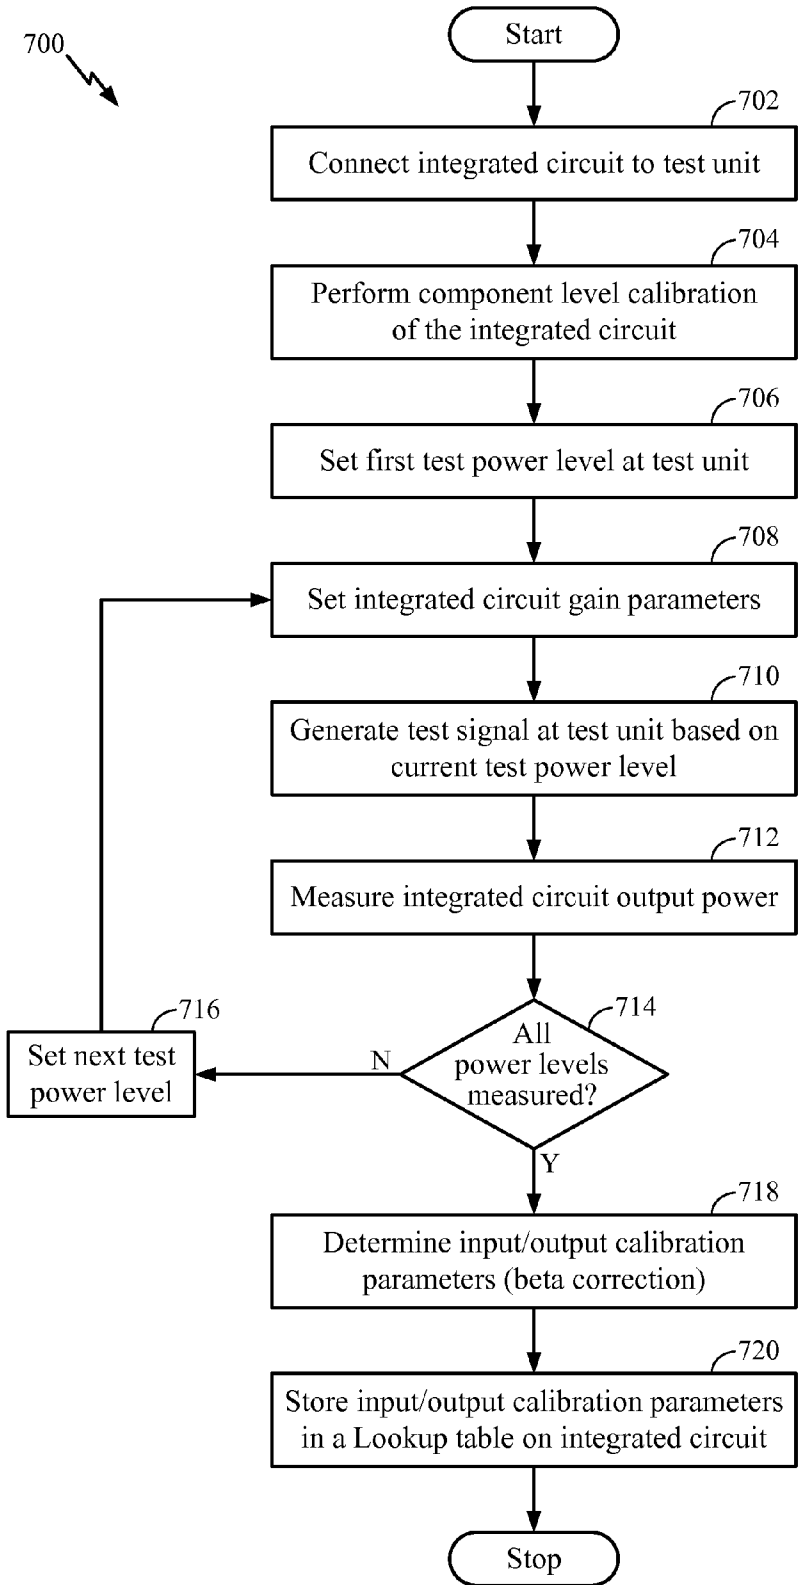 700
Start
702
Connect integrated circuit to test unit
704
Perform component level calibration
of the integrated circuit
706
Set first test power level at test unit
708
Set integrated circuit gain parameters
710
Generate test signal at test unit based on
current test power level
712
Measure integrated circuit output power
714
All
power levels
measured?
N
716
Set next test
power level
Y
718
Determine input/output calibration
parameters (beta correction)
720
Store input/output calibration parameters
in a Lookup table on integrated circuit
Stop